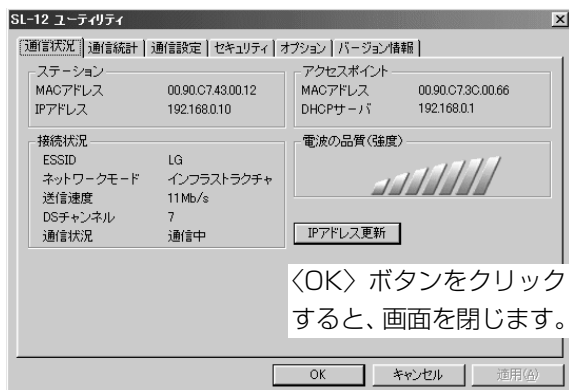 SL-12 ユーティリティ
通信状況 通信統計 通信設定 セキュリティ オプション バージョン情報
ステーション
MACアドレス 00.90.C7.43.00.12
IPアドレス 192.168.0.10
アクセスポイント
MACアドレス 00.90.C7.3C.00.66
DHCPサーバ 192.168.0.1
接続状況
ESSID LG
ネットワークモード インフラストラクチャ
送信速度 11Mb/s
DSチャンネル 7
通信状況 通信中
電波の品質(強度)
IPアドレス更新
〈OK〉ボタンをクリック
すると、画面を閉じます。
OK キャンセル 適用(A)